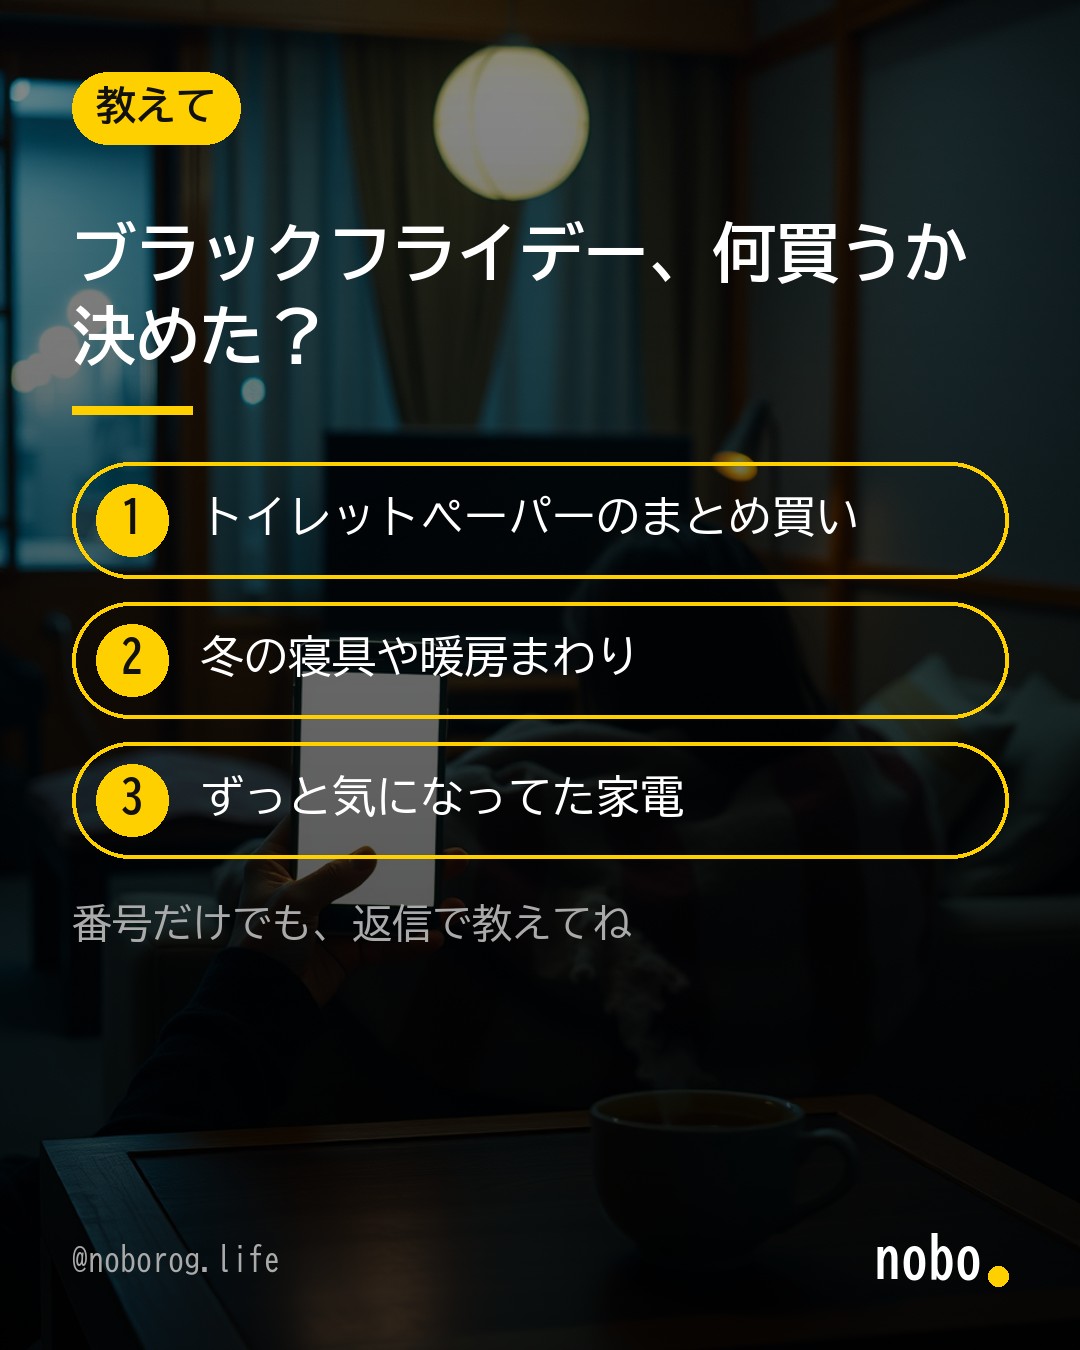 教えて
ブラックフライデー、何買うか
決めた？
1 トイレットペーパーのまとめ買い
2 冬の寝具や暖房まわり
3 ずっと気になってた家電
番号だけでも、返信で教えてね
@noborog.life
nobo.